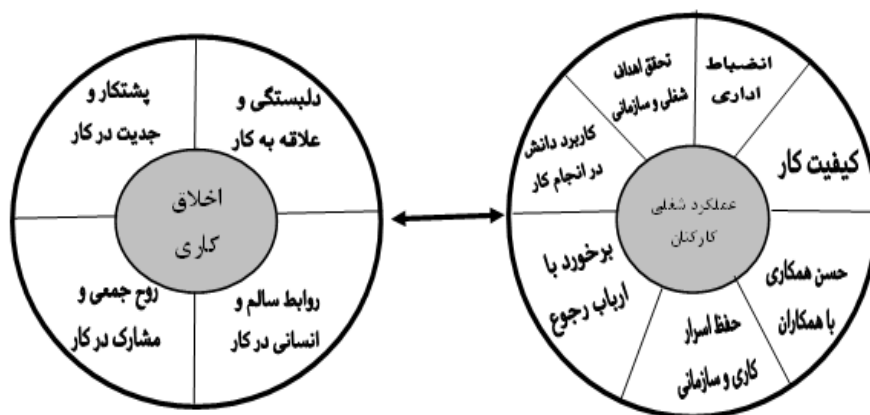 اخلاق
کاری
دلبستگی و
علاقه به کار
پشتکار و
جدیت در کار
روح جمعی و
مشارک در کار
روابط سالم و
انسانی در کار
عملکرد شغلی
کارکنان
انضباط
اداری
تحقق اهداف
شغلی و سازمانی
کاربرد دانش
در انجام کار
برخورد با
ارباب رجوع
حفظ اسرار
کاری و سازمانی
حسن همکاری
با همکاران
کیفیت کار